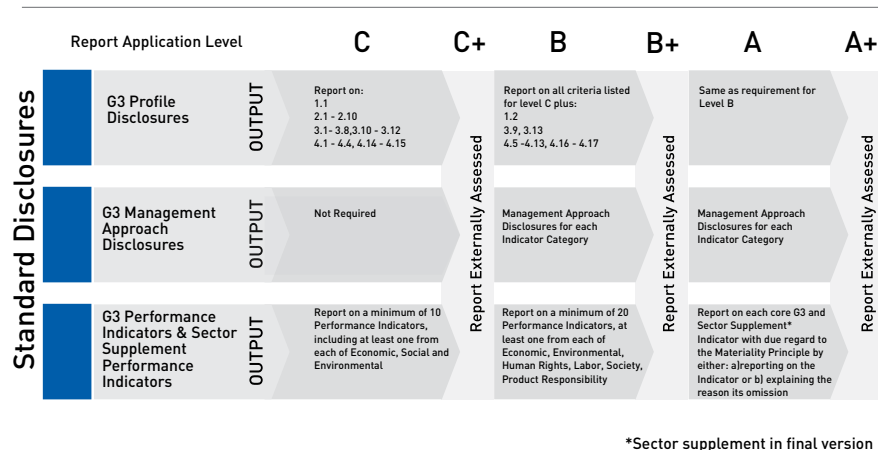 Report Application Level
C
C+
B
B+
A
A+
Standard Disclosures
G3 Profile
Disclosures
OUTPUT
Report on:
1.1
2.1 - 2.10
3.1- 3.8,3.10 - 3.12
4.1 - 4.4, 4.14 - 4.15
Report on all criteria listed
for level C plus:
1.2
3.9, 3.13
4.5 -4.13, 4.16 - 4.17
Same as requirement for
Level B
G3 Management
Approach
Disclosures
OUTPUT
Not Required
Management Approach
Disclosures for each
Indicator Category
Management Approach
Disclosures for each
Indicator Category
G3 Performance
Indicators & Sector
Supplement
Performance
Indicators
OUTPUT
Report on a minimum of 10
Performance Indicators,
including at least one from
each of Economic, Social and
Environmental
Report on a minimum of 20
Performance Indicators, at
least one from each of
Economic, Environmental,
Human Rights, Labor, Society,
Product Responsibility
Report on each core G3 and
Sector Supplement*
Indicator with due regard to
the Materiality Principle by
either: a)reporting on the
Indicator or b) explaining the
reason its omission
Report Externally Assessed
Report Externally Assessed
Report Externally Assessed
*Sector supplement in final version